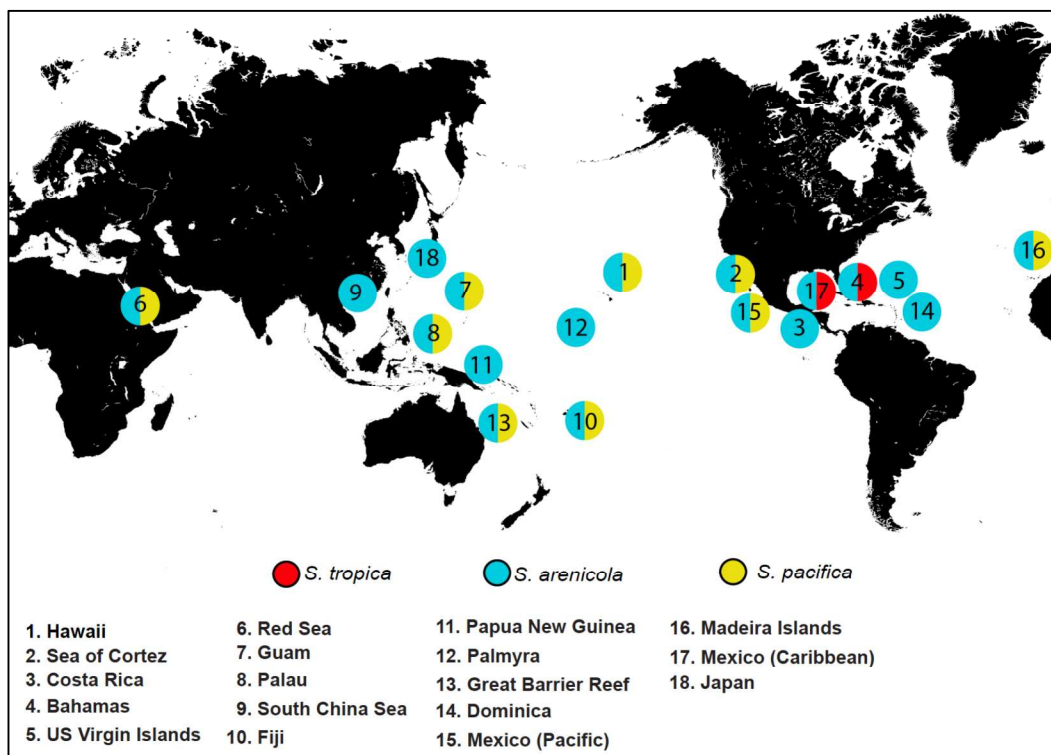 18
1
16
2
9
7
17
4
5
6
15
14
8
12
3
11
13
10
S. tropica
S. arenicola
S. pacifica
1. Hawaii
2. Sea of Cortez
3. Costa Rica
4. Bahamas
5. US Virgin Islands
6. Red Sea
7. Guam
8. Palau
9. South China Sea
10. Fiji
11. Papua New Guinea
12. Palmyra
13. Great Barrier Reef
14. Dominica
15. Mexico (Pacific)
16. Madeira Islands
17. Mexico (Caribbean)
18. Japan